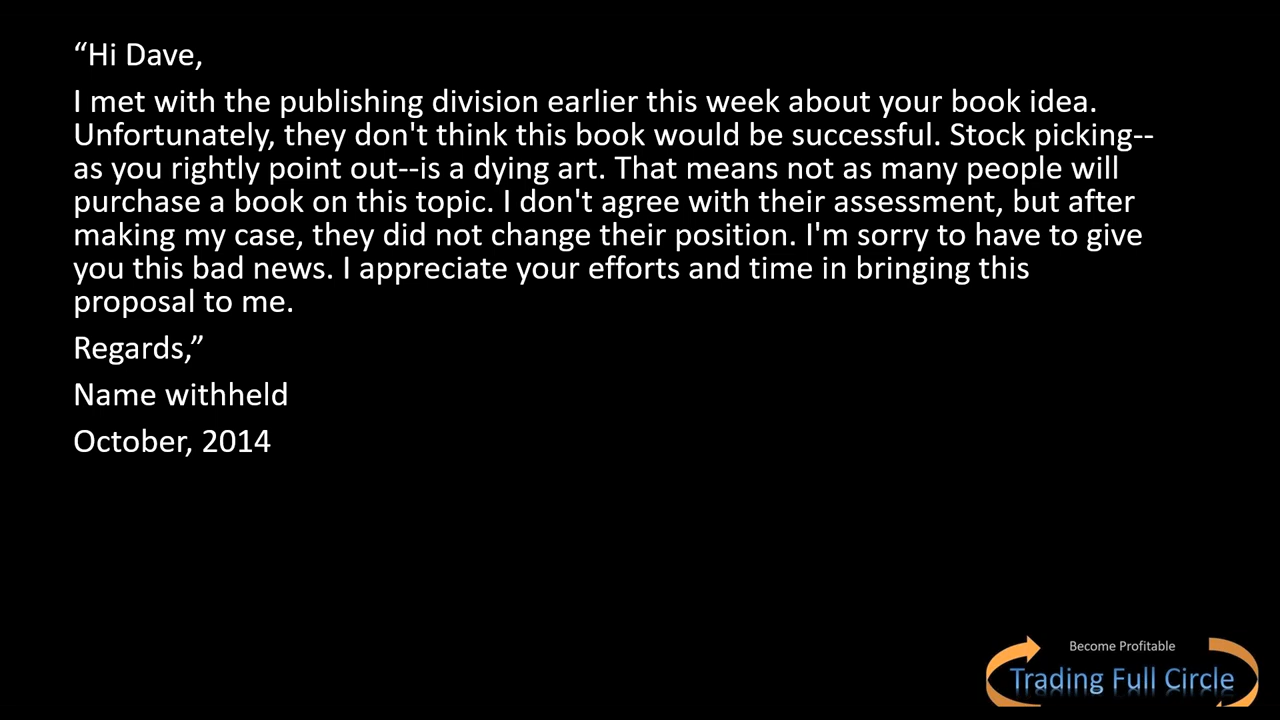 “Hi Dave,
I met with the publishing division earlier this week about your book idea.
Unfortunately, they don't think this book would be successful. Stock picking--
as you rightly point out--is a dying art. That means not as many people will
purchase a book on this topic. I don't agree with their assessment, but after
making my case, they did not change their position. I'm sorry to have to give
you this bad news. I appreciate your efforts and time in bringing this
proposal to me.
Regards,”
Name withheld
October, 2014
Become Profitable
Trading Full Circle